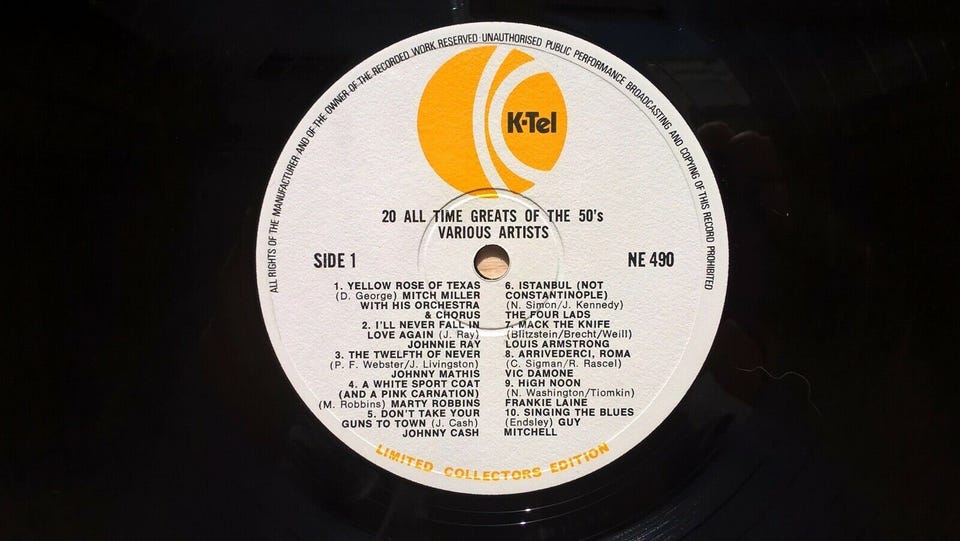 ALL RIGHTS OF THE MANUFACTURER AND OF THE OWNER OF THE RECORDED WORK RESERVED · UNAUTHORISED PUBLIC PERFORMANCE BROADCASTING AND COPYING OF THIS RECORD PROHIBITED
K-Tel
20 ALL TIME GREATS OF THE 50's
VARIOUS ARTISTS
SIDE 1
NE 490
1. YELLOW ROSE OF TEXAS
(D. George) MITCH MILLER
WITH HIS ORCHESTRA
& CHORUS
2. I'LL NEVER FALL IN
LOVE AGAIN (J. Ray)
JOHNNIE RAY
3. THE TWELFTH OF NEVER
(P. F. Webster/J. Livingston)
JOHNNY MATHIS
4. A WHITE SPORT COAT
(AND A PINK CARNATION)
(M. Robbins) MARTY ROBBINS
5. DON'T TAKE YOUR
GUNS TO TOWN (J. Cash)
JOHNNY CASH
6. ISTANBUL (NOT
CONSTANTINOPLE)
(N. Simon/J. Kennedy)
THE FOUR LADS
7. MACK THE KNIFE
(Blitzstein/Brecht/Weill)
LOUIS ARMSTRONG
8. ARRIVEDERCI, ROMA
(C. Sigman/R. Rascel)
VIC DAMONE
9. HIGH NOON
(N. Washington/Tiomkin)
FRANKIE LAINE
10. SINGING THE BLUES
(Endsley) GUY
MITCHELL
LIMITED COLLECTORS EDITION